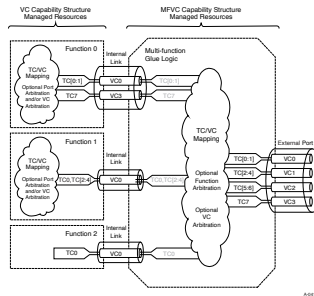 VC Capability Structure
Managed Resources
MFVC Capability Structure
Managed Resources
Function 0
TC/VC
Mapping
Optional Port
Arbitration
and/or VC
Arbitration
TC[0:1]
TC7
Internal
Link
VC0
VC3
Multi-function
Glue Logic
TC[0:1]
TC7
Function 1
TC/VC
Mapping
Optional Port
Arbitration
and/or VC
Arbitration
TC0,TC[2:4]
Internal
Link
VC0
TC0,TC[2:4]
Function 2
TC0
Internal
Link
VC0
TC0
TC/VC
Mapping
Optional
Function
Arbitration
Optional
VC
Arbitration
External Port
TC[0:1]
VC0
TC[2:4]
VC1
TC[5:6]
VC2
TC7
VC3